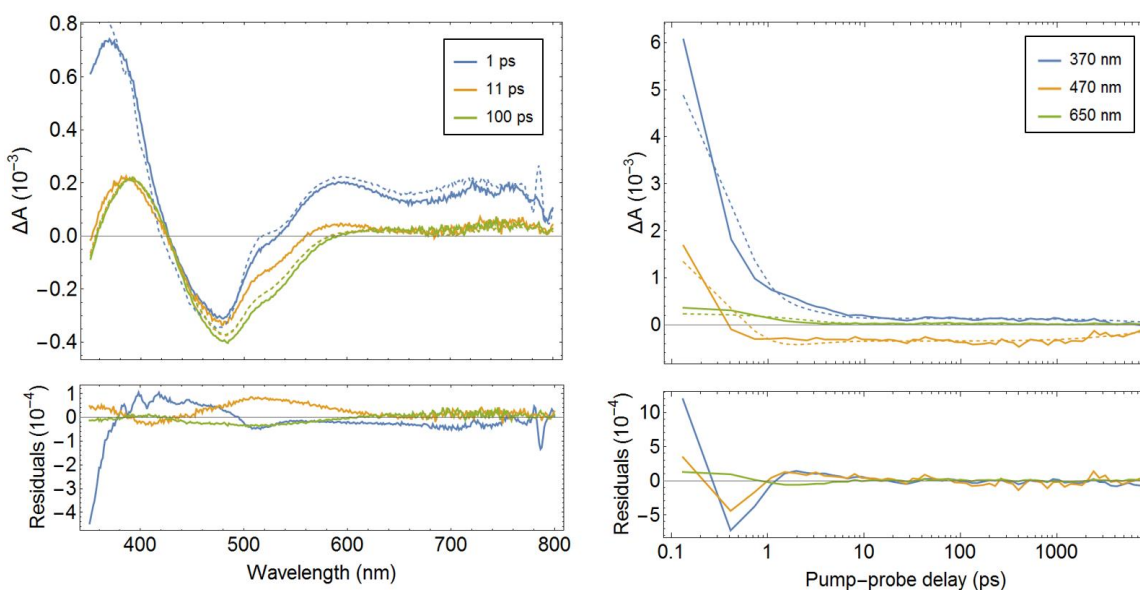 0.8
0.6
0.4
0.2
0.0
−0.2
−0.4
ΔA (10⁻³)
1 ps
11 ps
100 ps
6
5
4
3
2
1
0
ΔA (10⁻³)
370 nm
470 nm
650 nm
1
0
−1
−2
−3
−4
Residuals (10⁻⁴)
400
500
600
700
800
Wavelength (nm)
10
5
0
−5
Residuals (10⁻⁴)
0.1
1
10
100
1000
Pump−probe delay (ps)